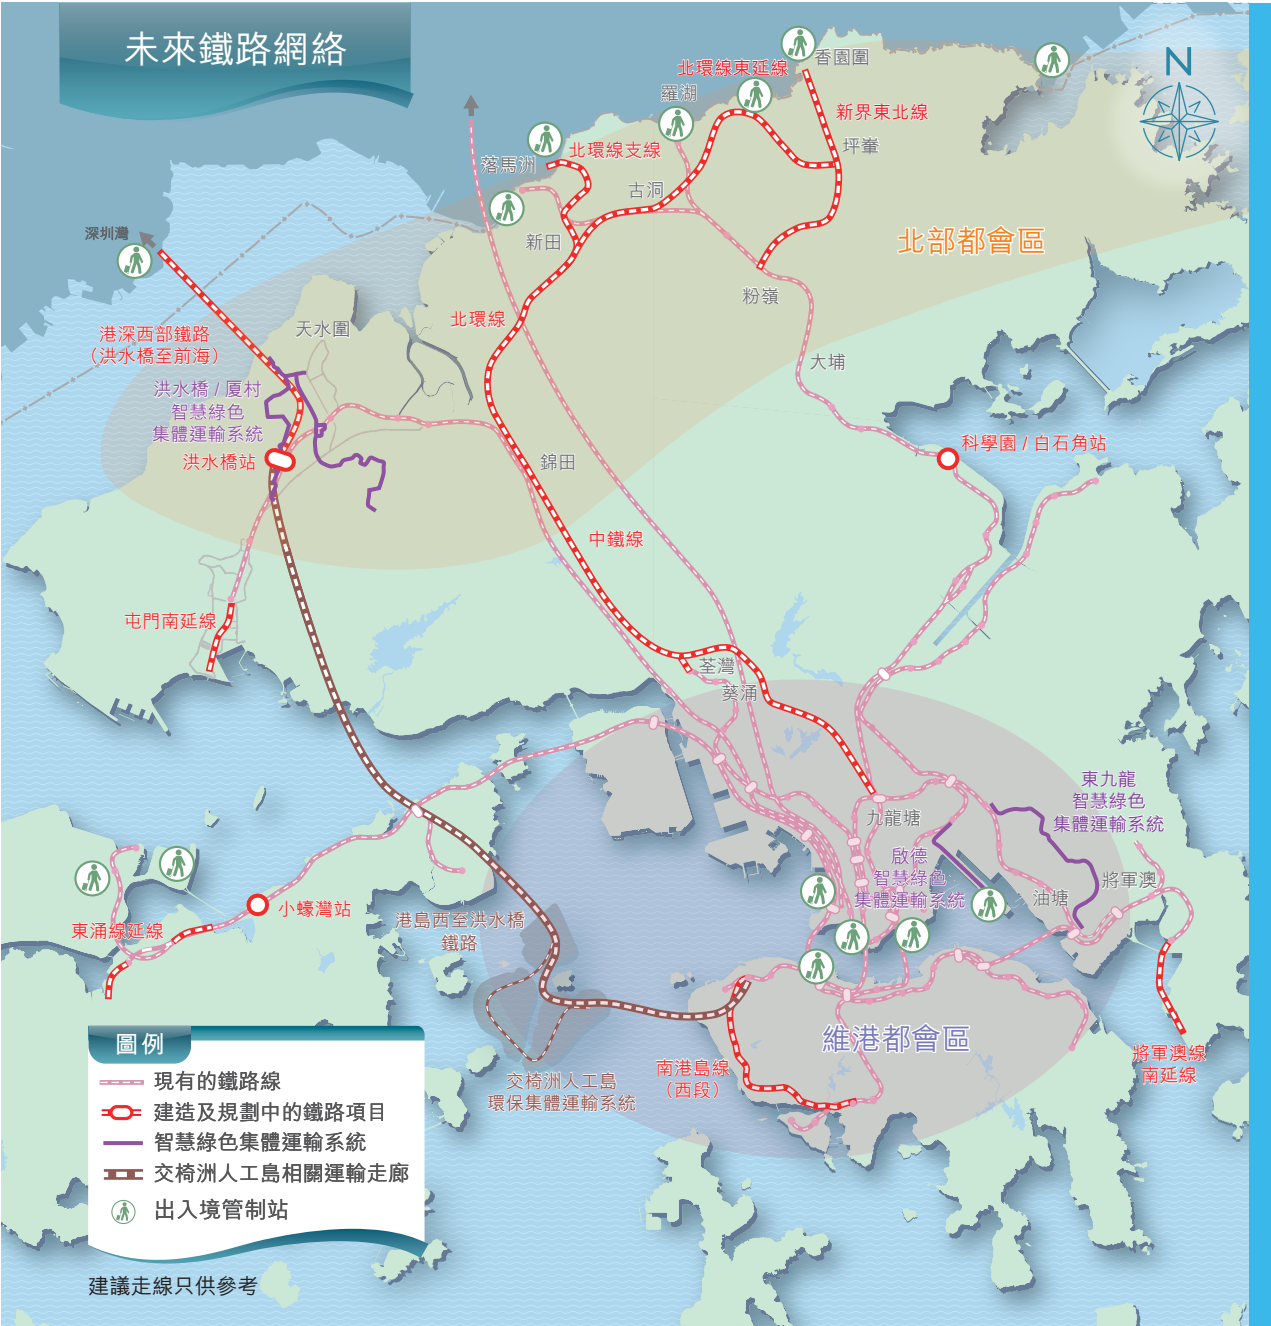 未來鐵路網絡
N
香園圍
北環線東延線
羅湖
新界東北線
坪輋
北環線支線
落馬洲
古洞
深圳灣
新田
北部都會區
粉嶺
北環線
天水圍
港深西部鐵路
（洪水橋至前海）
大埔
洪水橋 / 厦村
智慧綠色
集體運輸系統
洪水橋站
錦田
科學園 / 白石角站
中鐵線
屯門南延線
荃灣
葵涌
東九龍
智慧綠色
集體運輸系統
九龍塘
啟德
智慧綠色
集體運輸系統
將軍澳
油塘
小蠔灣站
東涌線延線
港島西至洪水橋
鐵路
維港都會區
將軍澳線
南延線
南港島線
（西段）
交椅洲人工島
環保集體運輸系統
圖例
現有的鐵路線
建造及規劃中的鐵路項目
智慧綠色集體運輸系統
交椅洲人工島相關運輸走廊
出入境管制站
建議走線只供參考